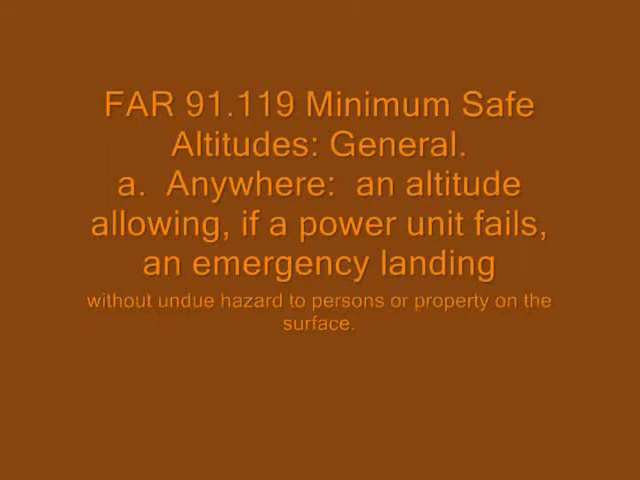 FAR 91.119 Minimum Safe
Altitudes: General.
a.  Anywhere:  an altitude
allowing, if a power unit fails,
an emergency landing
without undue hazard to persons or property on the
surface.